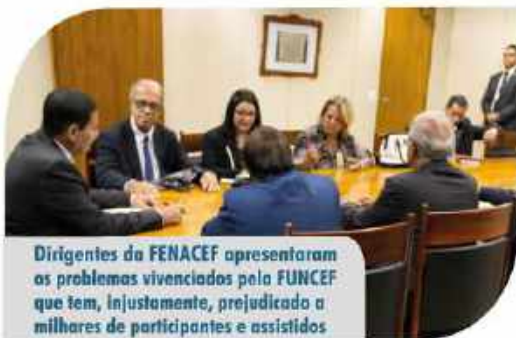 Dirigentes da FENACEF apresentaram
os problemas vivenciados pela FUNCEF
que tem, injustamente, prejudicado a
milhares de participantes e assistidos